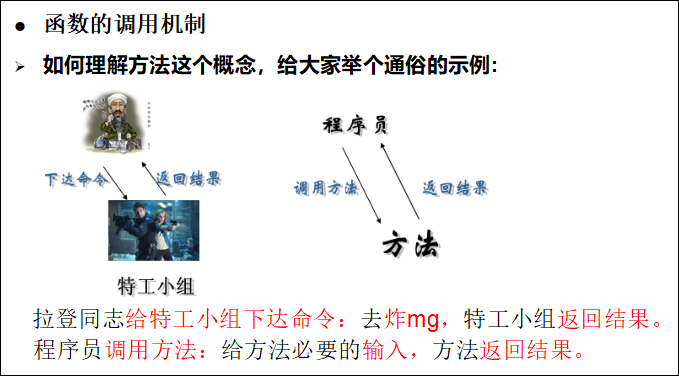 ● 函数的调用机制
➢ 如何理解方法这个概念，给大家举个通俗的示例：
程序员
下达命令 返回结果 调用方法 返回结果
方法
特工小组
拉登同志给特工小组下达命令：去炸mg，特工小组返回结果。
程序员调用方法：给方法必要的输入，方法返回结果。